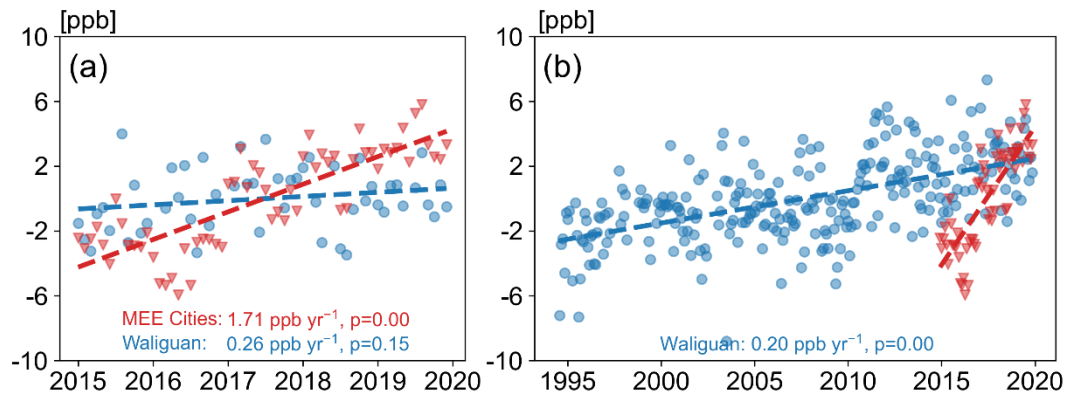 [ppb]
10
6
2
-2
-6
-10
(a)
MEE Cities: 1.71 ppb yr⁻¹, p=0.00
Waliguan: 0.26 ppb yr⁻¹, p=0.15
2015 2016 2017 2018 2019 2020
[ppb]
10
6
2
-2
-6
-10
(b)
Waliguan: 0.20 ppb yr⁻¹, p=0.00
1995 2000 2005 2010 2015 2020